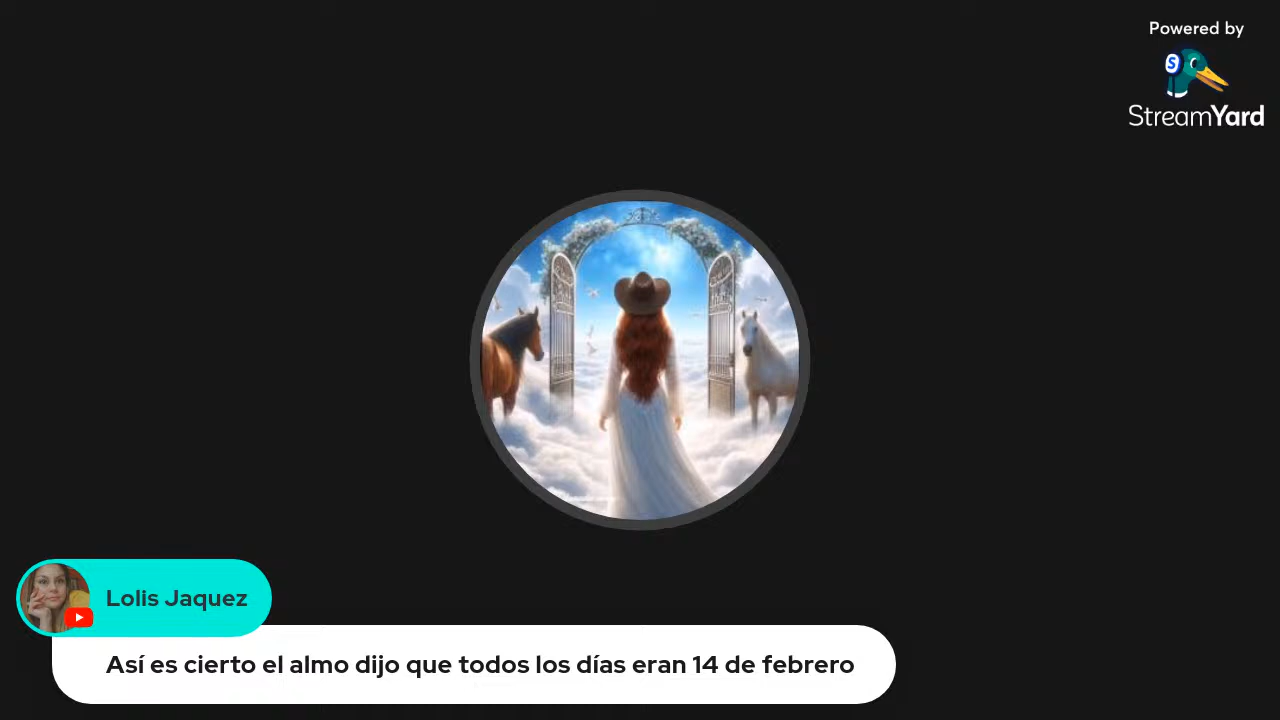 Powered by
StreamYard
Lolis Jaquez
Así es cierto el almo dijo que todos los días eran 14 de febrero